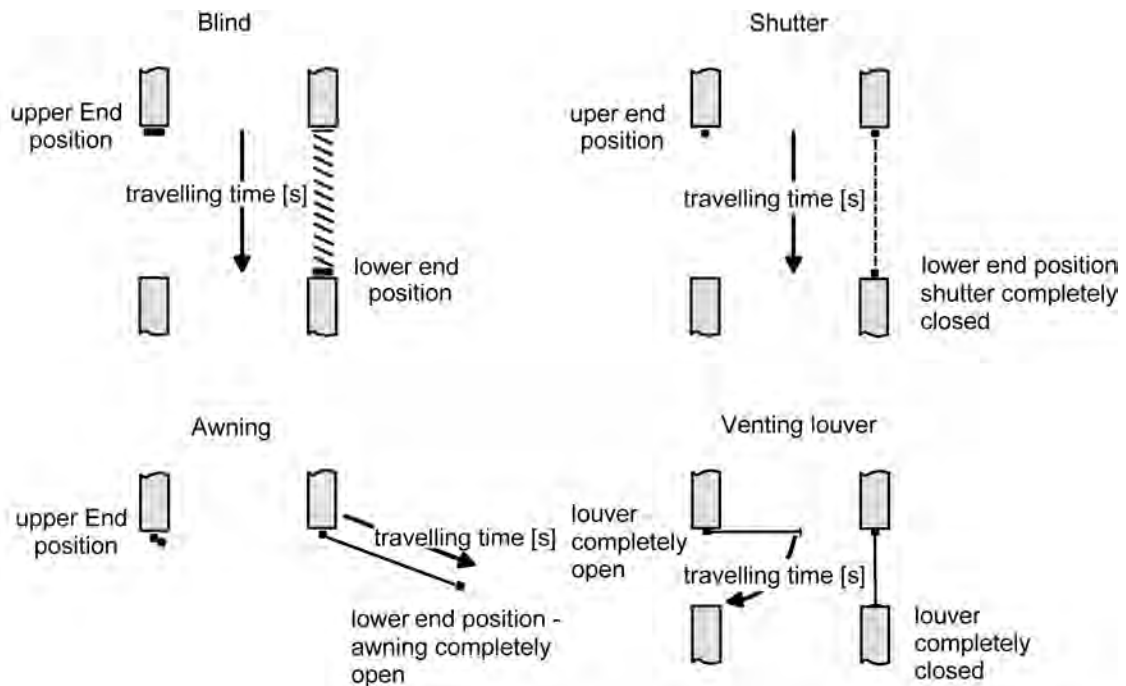 Blind
upper End
position
travelling time [s]
lower end
position
Shutter
uper end
position
travelling time [s]
lower end position
shutter completely
closed
Awning
upper End
position
travelling time [s]
lower end position -
awning completely
open
Venting louver
louver
completely
open
travelling time [s]
louver
completely
closed